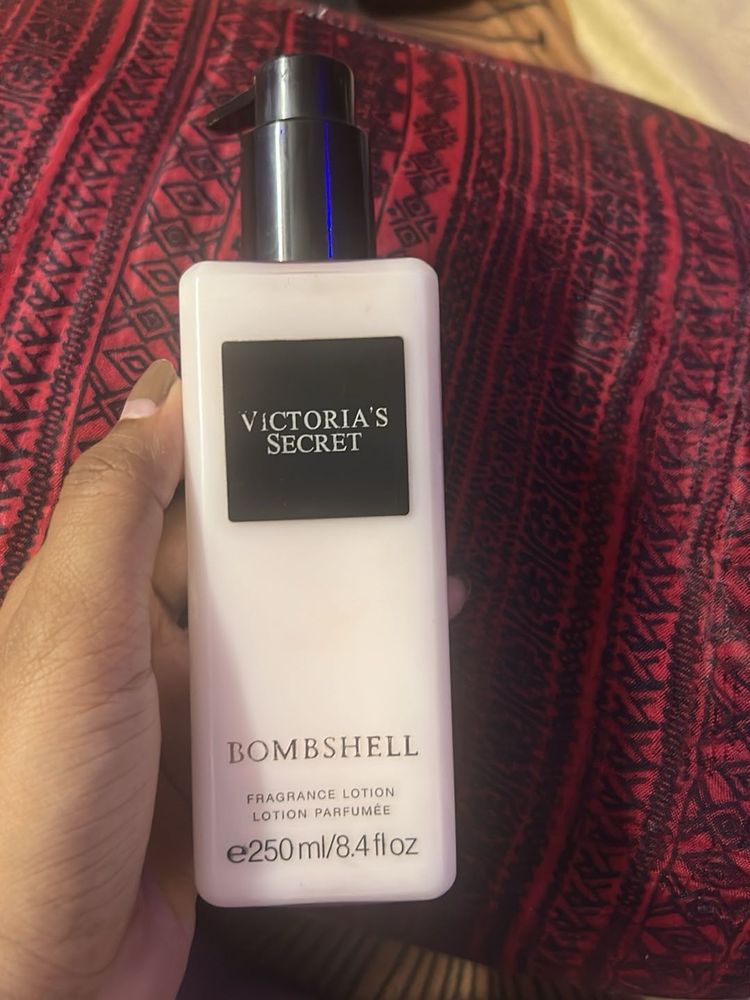 VICTORIA'S
SECRET
BOMBSHELL
FRAGRANCE LOTION
LOTION PARFUMÉE
℮250 ml/8.4 fl oz